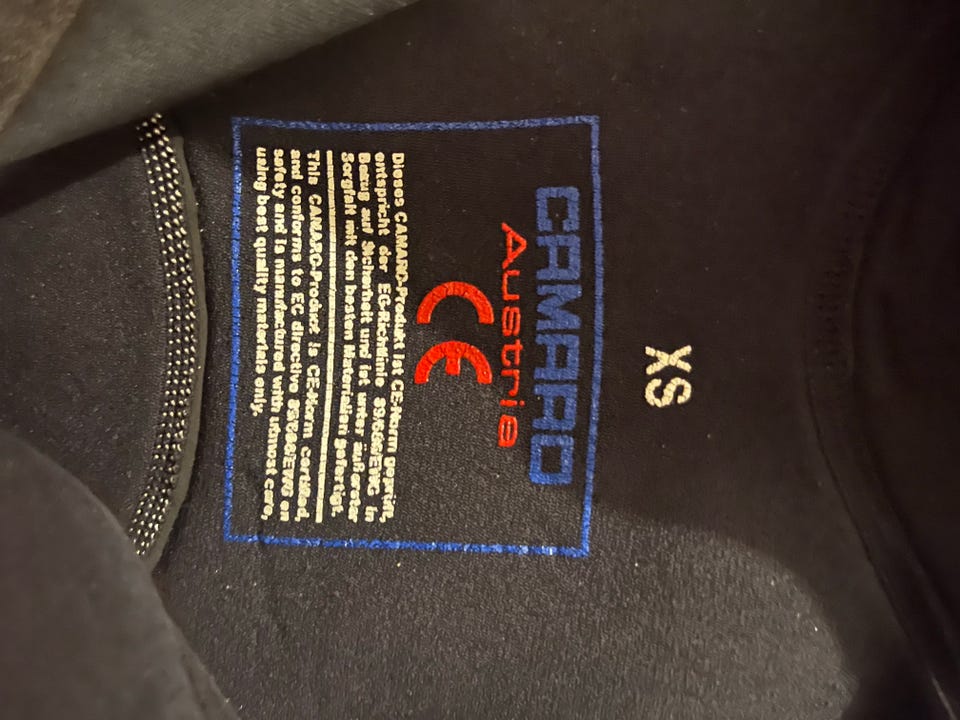 XS
CAMARO
Austria
CE
Dieses CAMARO-Produkt ist CE-Norm geprüft,
entspricht der EG-Richtlinie 89/686/EWG in
Bezug auf Sicherheit und ist unter äußerster
Sorgfalt mit den besten Materialien gefertigt.
This CAMARO-Product is CE-Norm certified,
and conforms to EC directive 89/686/EWG on
safety and is manufactured with utmost care,
using best quality materials only.